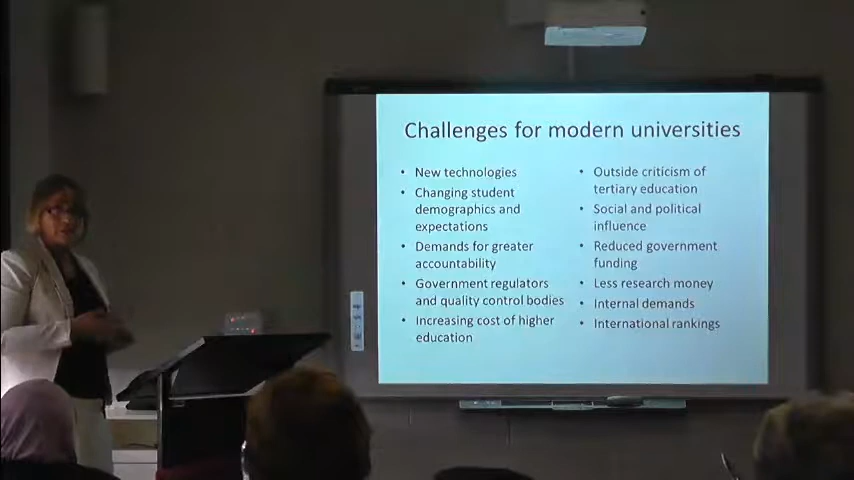 Challenges for modern universities
• New technologies
• Changing student
demographics and
expectations
• Demands for greater
accountability
• Government regulators
and quality control bodies
• Increasing cost of higher
education
• Outside criticism of
tertiary education
• Social and political
influence
• Reduced government
funding
• Less research money
• Internal demands
• International rankings